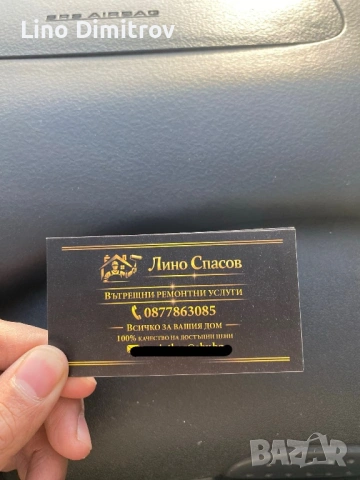 Lino Dimitrov
SRS AIRBAG
Лино Спасов
Вътрешни ремонтни услуги
0877863085
Всичко за вашия дом
100% качество на достъпни цени
BAZAR